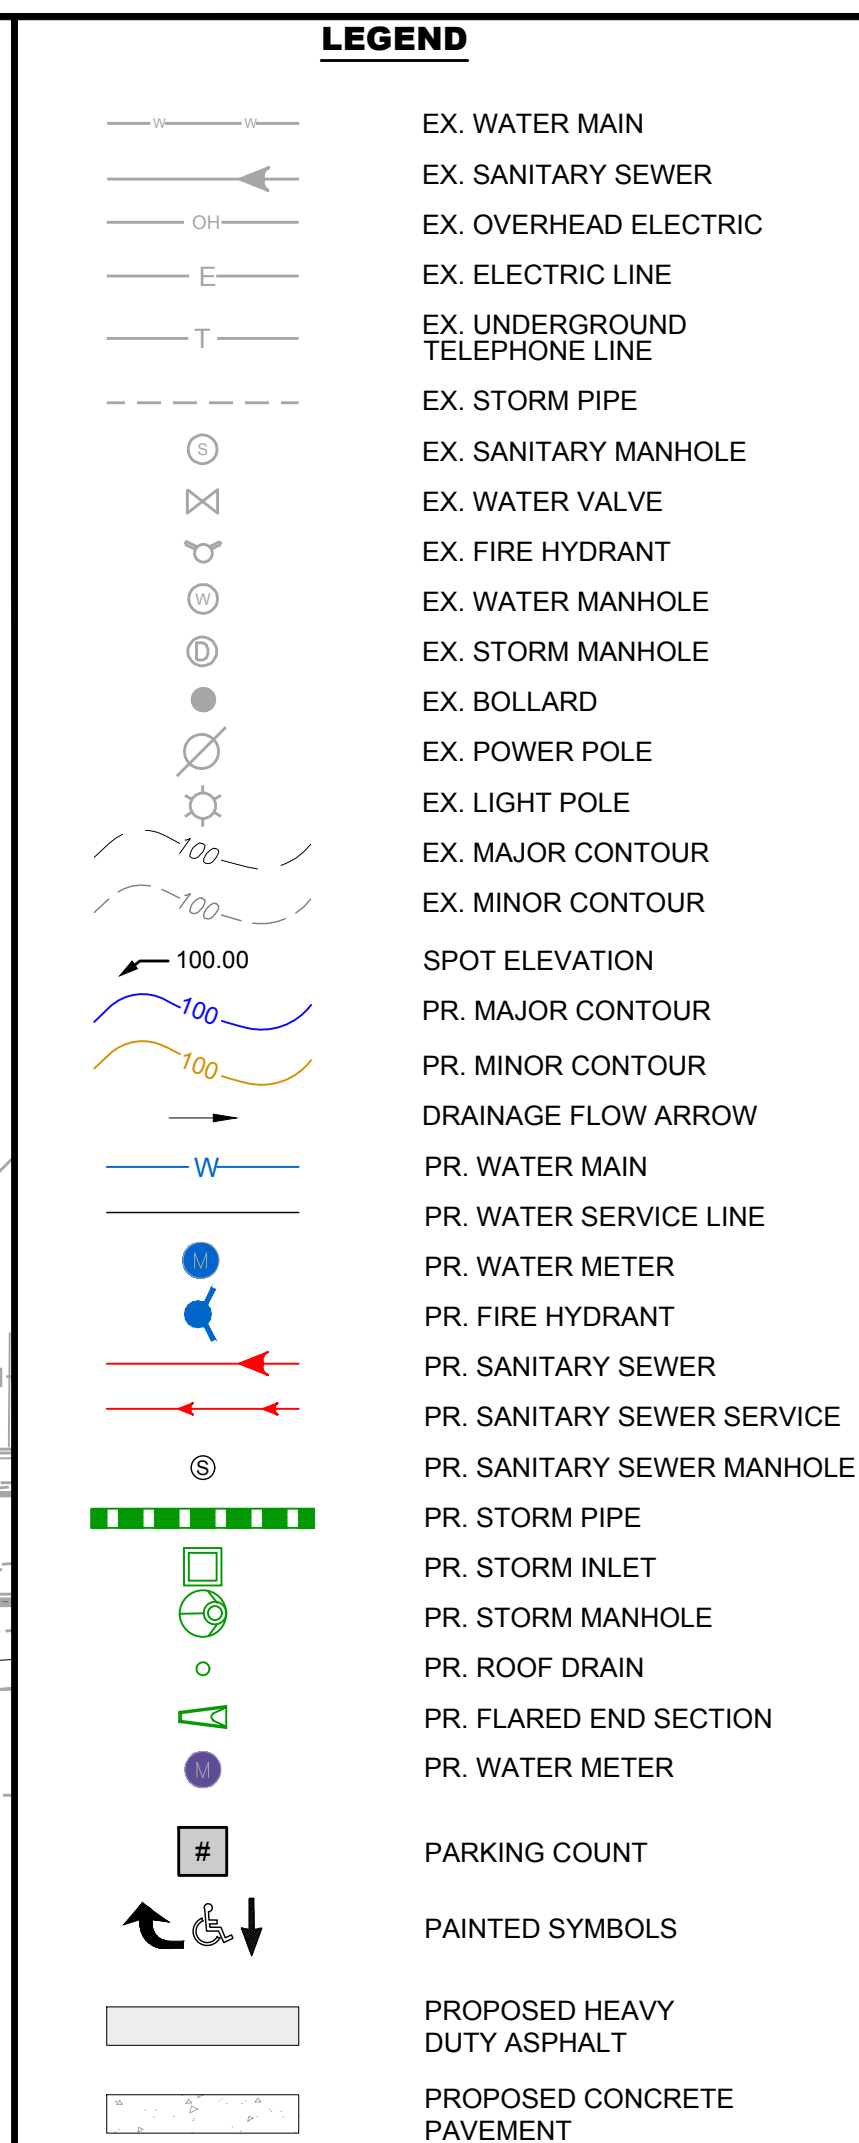 LEGEND
W W EX. WATER MAIN
EX. SANITARY SEWER
OH EX. OVERHEAD ELECTRIC
E EX. ELECTRIC LINE
EX. UNDERGROUND
T TELEPHONE LINE
EX. STORM PIPE
S EX. SANITARY MANHOLE
EX. WATER VALVE
EX. FIRE HYDRANT
W EX. WATER MANHOLE
D EX. STORM MANHOLE
EX. BOLLARD
EX. POWER POLE
EX. LIGHT POLE
100 EX. MAJOR CONTOUR
100 EX. MINOR CONTOUR
100.00 SPOT ELEVATION
100 PR. MAJOR CONTOUR
100 PR. MINOR CONTOUR
DRAINAGE FLOW ARROW
W PR. WATER MAIN
PR. WATER SERVICE LINE
M PR. WATER METER
PR. FIRE HYDRANT
PR. SANITARY SEWER
PR. SANITARY SEWER SERVICE
S PR. SANITARY SEWER MANHOLE
PR. STORM PIPE
PR. STORM INLET
PR. STORM MANHOLE
PR. ROOF DRAIN
PR. FLARED END SECTION
M PR. WATER METER
# PARKING COUNT
PAINTED SYMBOLS
PROPOSED HEAVY
DUTY ASPHALT
PROPOSED CONCRETE
PAVEMENT